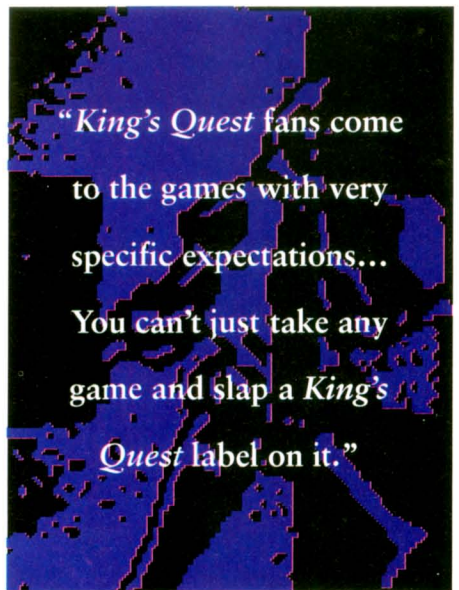 “King’s Quest fans come
to the games with very
specific expectations...
You can’t just take any
game and slap a King’s
Quest label on it.”